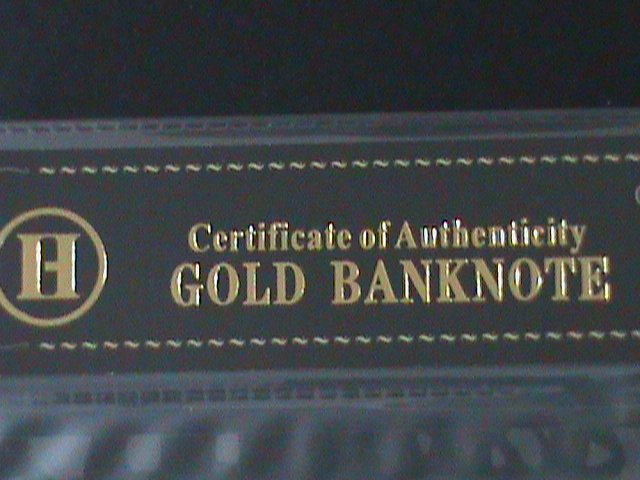 H
Certificate of Authenticity
GOLD BANKNOTE